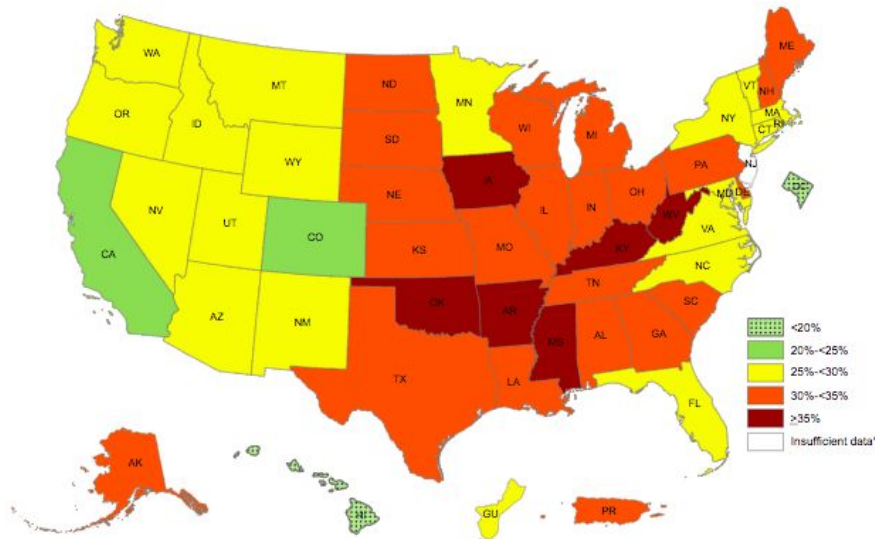 WA
MT
ND
MN
ME
VT
NH
OR
ID
SD
WI
MI
NY
MA
CT
RI
WY
IA
PA
NJ
NE
OH
MD
DE
DC
NV
UT
IL
IN
WV
VA
CA
CO
KS
MO
KY
NC
TN
AZ
NM
OK
AR
SC
MS
AL
GA
TX
LA
FL
AK
HI
GU
PR
<20%
20%-<25%
25%-<30%
30%-<35%
≥35%
Insufficient data*